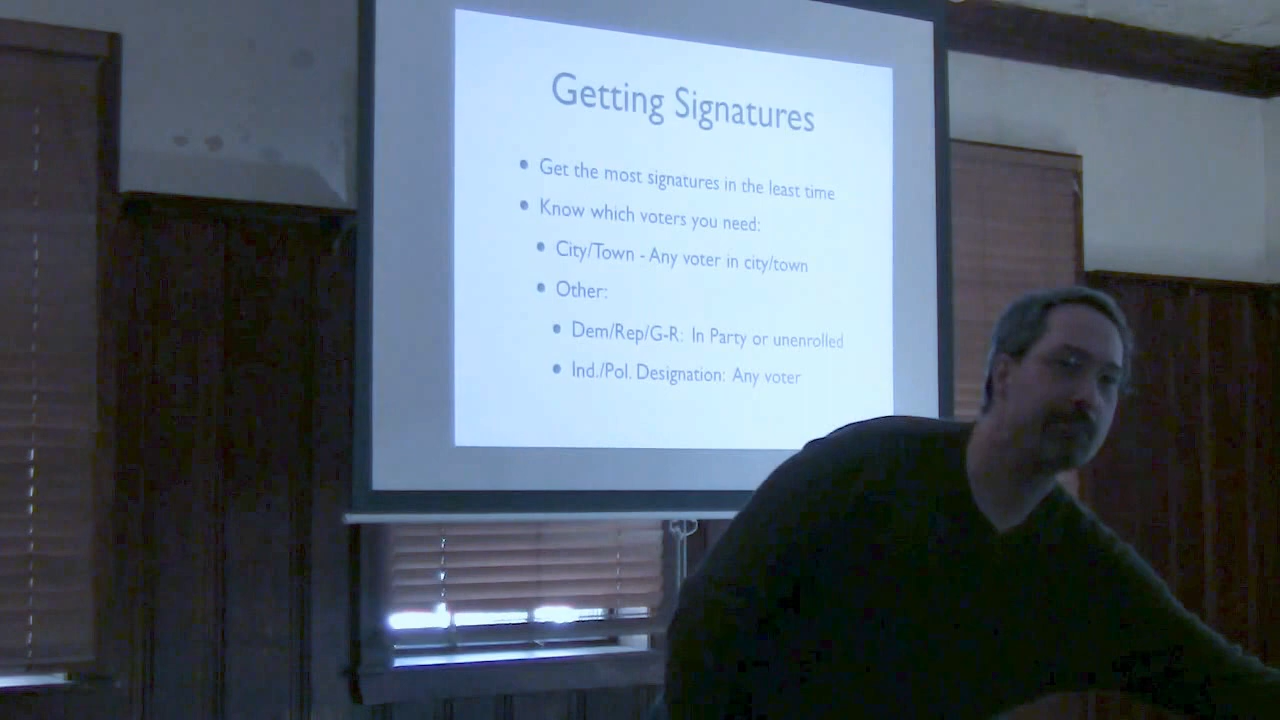 Getting Signatures
• Get the most signatures in the least time
• Know which voters you need:
• City/Town - Any voter in city/town
• Other:
• Dem/Rep/G-R: In Party or unenrolled
• Ind./Pol. Designation: Any voter